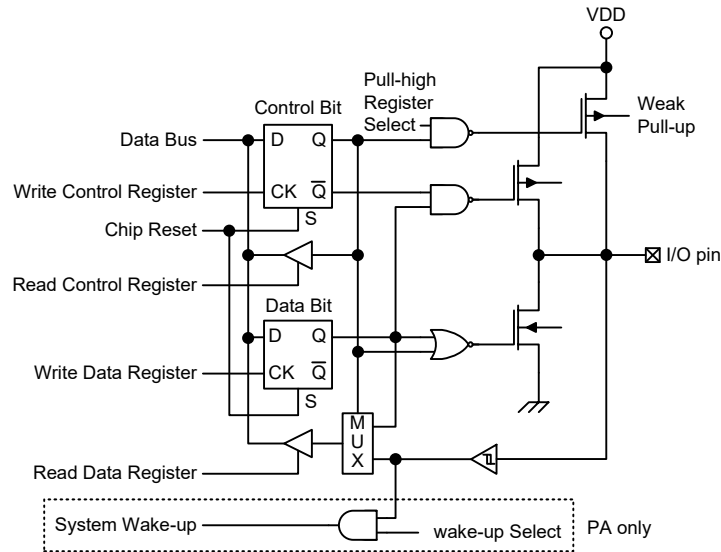 VDD
Pull-high
Register
Select
Control Bit
Weak
Pull-up
Data Bus
D
Q
Write Control Register
CK
Q
Chip Reset
S
I/O pin
Read Control Register
Data Bit
D
Q
Write Data Register
CK
Q
S
M
U
X
Read Data Register
System Wake-up
wake-up Select
PA only